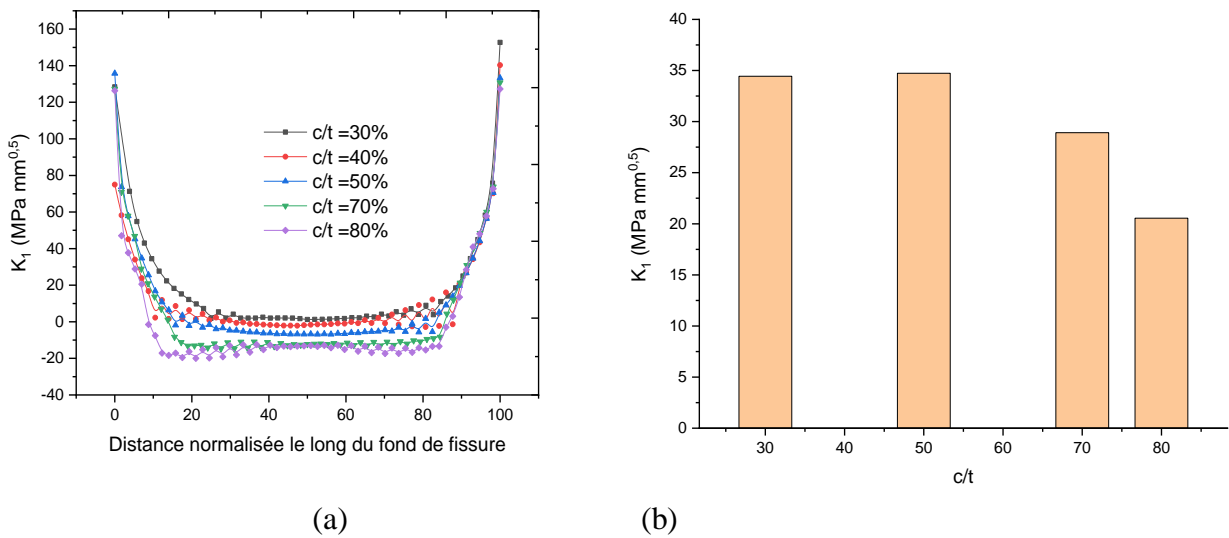 160
140
120
100
80
60
40
20
0
-20
-40
K1 (MPa mm0,5)
c/t =30%
c/t =40%
c/t =50%
c/t =70%
c/t =80%
0 20 40 60 80 100
Distance normalisée le long du fond de fissure
(a)
40
35
30
25
20
15
10
5
0
K1 (MPa mm0,5)
30 40 50 60 70 80
c/t
(b)